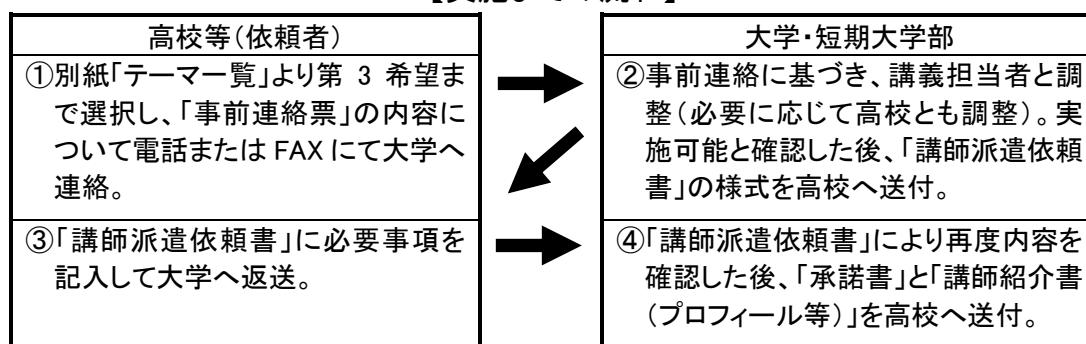 高校等(依頼者)
①別紙「テーマ一覧」より第 3 希望ま
で選択し、「事前連絡票」の内容に
ついて電話または FAX にて大学へ
連絡。
大学・短期大学部
②事前連絡に基づき、講義担当者と調
整(必要に応じて高校とも調整)。実
施可能と確認した後、「講師派遣依頼
書」の様式を高校へ送付。
③「講師派遣依頼書」に必要事項を
記入して大学へ返送。
④「講師派遣依頼書」により再度内容を
確認した後、「承諾書」と「講師紹介書
(プロフィール等)」を高校へ送付。